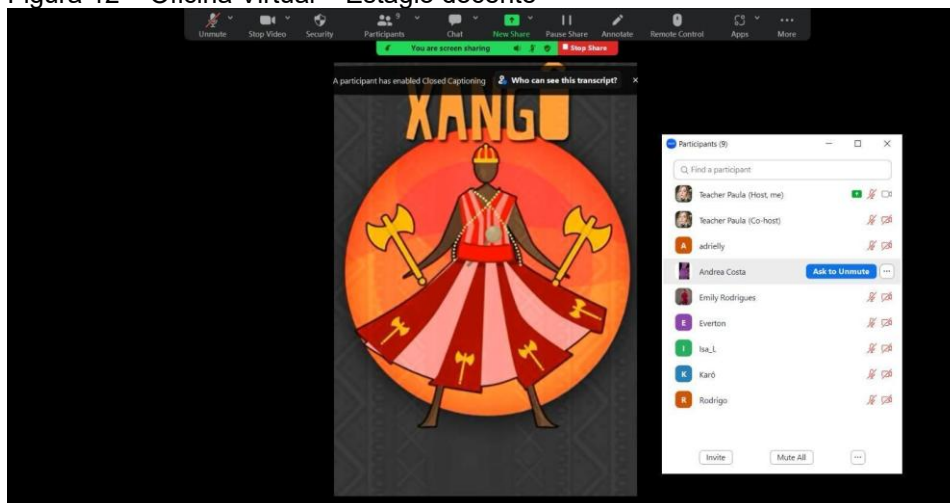 Figura 12 – Oficina Virtual – Estágio docente
9
Unmute Stop Video Security Participants Chat New Share Pause Share Annotate Remote Control Apps More
You are screen sharing Stop Share
A participant has enabled Closed Captioning Who can see this transcript?
XANGÔ
Participants (9)
Find a participant
Teacher Paula (Host, me)
Teacher Paula (Co-host)
A adrielly
Andrea Costa Ask to Unmute
Emily Rodrigues
E Everton
I Isa_L
K Karó
R Rodrigo
Invite Mute All